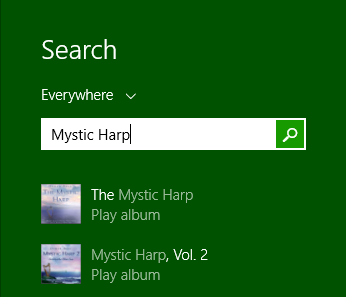 Search
Everywhere
Mystic Harp
The Mystic Harp
Play album
Mystic Harp, Vol. 2
Play album